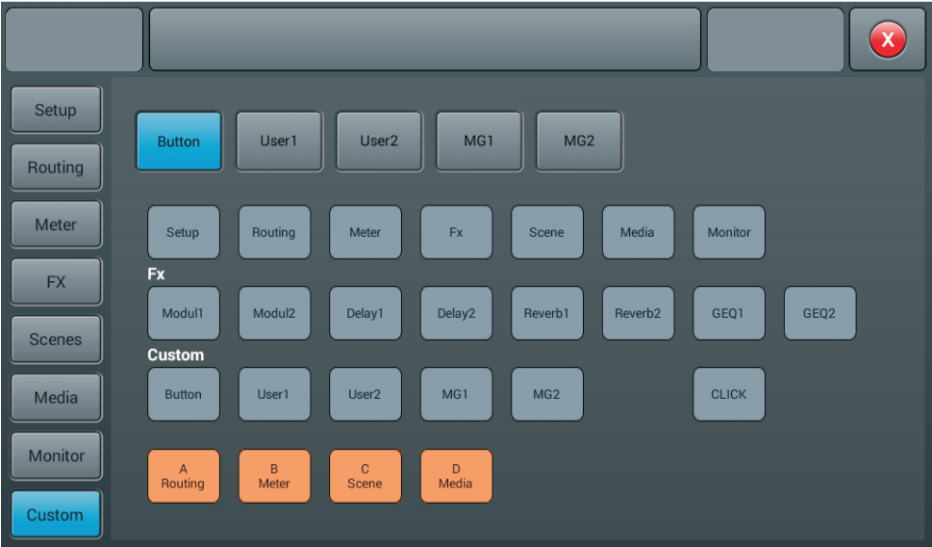 X
Setup
Routing
Meter
FX
Scenes
Media
Monitor
Custom
Button User1 User2 MG1 MG2
Setup Routing Meter Fx Scene Media Monitor
Fx
Modul1 Modul2 Delay1 Delay2 Reverb1 Reverb2 GEQ1 GEQ2
Custom
Button User1 User2 MG1 MG2 CLICK
A B C D
Routing Meter Scene Media